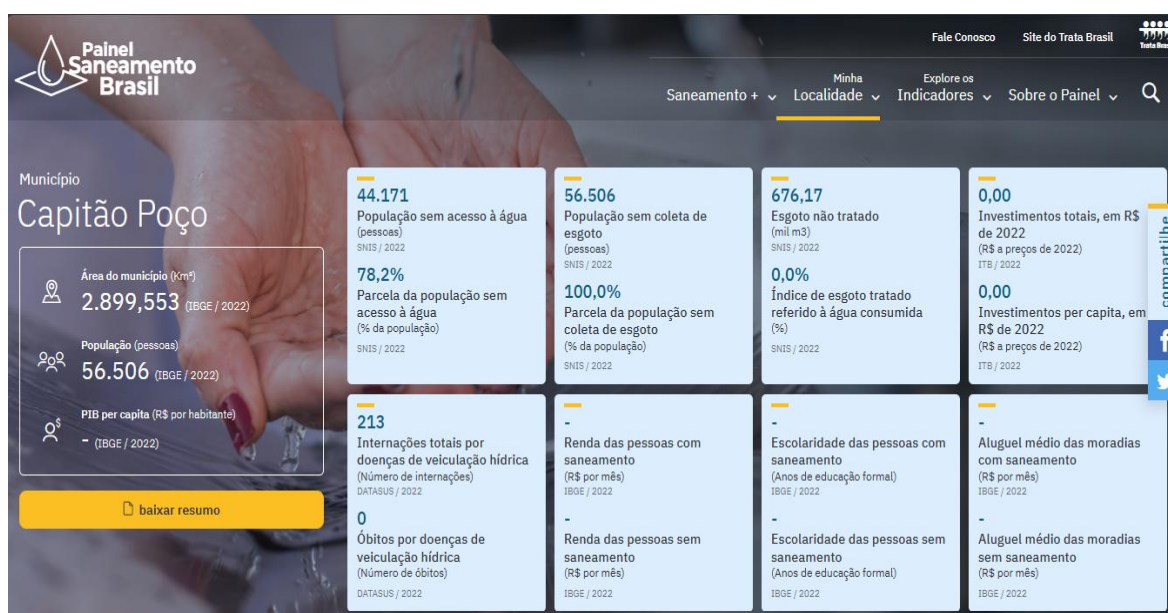 Painel
Saneamento
Brasil
Fale Conosco
Site do Trata Brasil
Trata Brasil
Saneamento +
Minha
Localidade
Explore os
Indicadores
Sobre o Painel
Município
Capitão Poço
Área do município (Km²)
2.899,553 (IBGE / 2022)
População (pessoas)
56.506 (IBGE / 2022)
PIB per capita (R$ por habitante)
- (IBGE / 2022)
baixar resumo
44.171
População sem acesso à água
(pessoas)
SNIS / 2022
78,2%
Parcela da população sem
acesso à água
(% da população)
SNIS / 2022
56.506
População sem coleta de
esgoto
(pessoas)
SNIS / 2022
100,0%
Parcela da população sem
coleta de esgoto
(% da população)
SNIS / 2022
676,17
Esgoto não tratado
(mil m3)
SNIS / 2022
0,0%
Índice de esgoto tratado
referido à água consumida
(%)
SNIS / 2022
0,00
Investimentos totais, em R$
de 2022
(R$ a preços de 2022)
ITB / 2022
0,00
Investimentos per capita, em
R$ de 2022
(R$ a preços de 2022)
ITB / 2022
compartilhe
213
Internações totais por
doenças de veiculação hídrica
(Número de internações)
DATASUS / 2022
0
Óbitos por doenças de
veiculação hídrica
(Número de óbitos)
DATASUS / 2022
-
Renda das pessoas com
saneamento
(R$ por mês)
IBGE / 2022
-
Renda das pessoas sem
saneamento
(R$ por mês)
IBGE / 2022
-
Escolaridade das pessoas com
saneamento
(Anos de educação formal)
IBGE / 2022
-
Escolaridade das pessoas sem
saneamento
(Anos de educação formal)
IBGE / 2022
-
Aluguel médio das moradias
com saneamento
(R$ por mês)
IBGE / 2022
-
Aluguel médio das moradias
sem saneamento
(R$ por mês)
IBGE / 2022